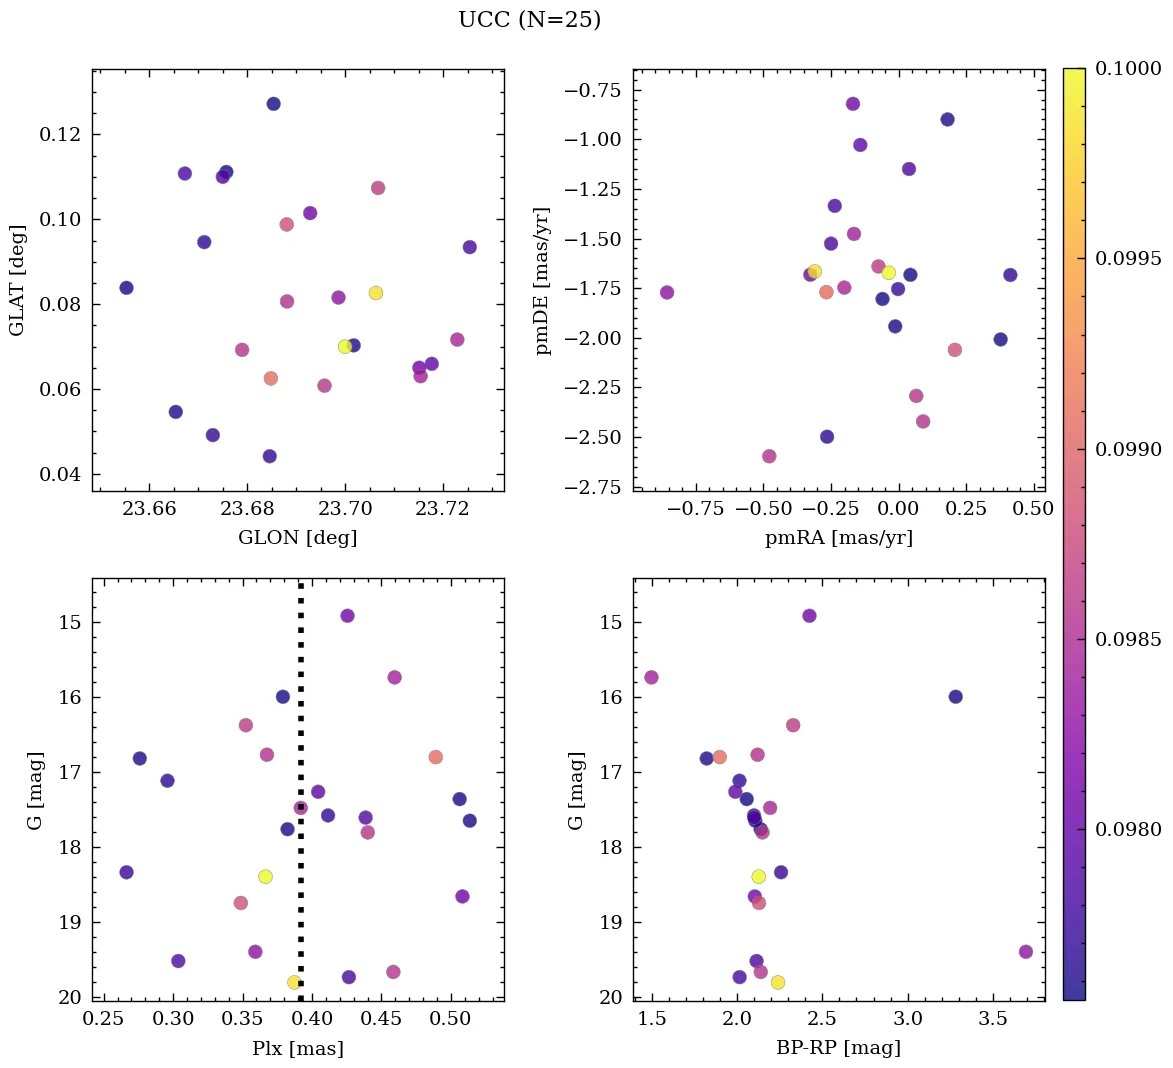 UCC (N=25)
0.12
0.10
0.08
0.06
0.04
GLAT [deg]
23.66 23.68 23.70 23.72
GLON [deg]
−0.75
−1.00
−1.25
−1.50
−1.75
−2.00
−2.25
−2.50
−2.75
pmDE [mas/yr]
−0.75 −0.50 −0.25 0.00 0.25 0.50
pmRA [mas/yr]
15
16
17
18
19
20
G [mag]
0.25 0.30 0.35 0.40 0.45 0.50
Plx [mas]
15
16
17
18
19
20
G [mag]
1.5 2.0 2.5 3.0 3.5
BP-RP [mag]
0.1000
0.0995
0.0990
0.0985
0.0980